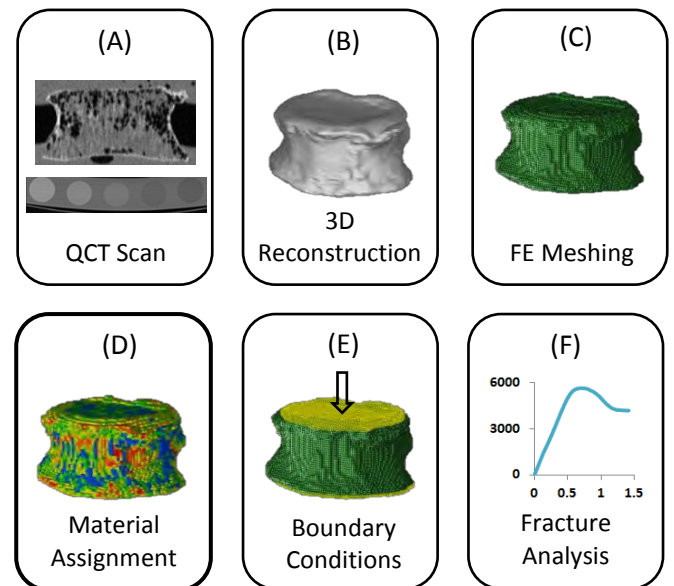 (A)
QCT Scan
(B)
3D
Reconstruction
(C)
FE Meshing
(D)
Material
Assignment
(E)
Boundary
Conditions
(F)
6000
3000
0
0 0.5 1 1.5
Fracture
Analysis